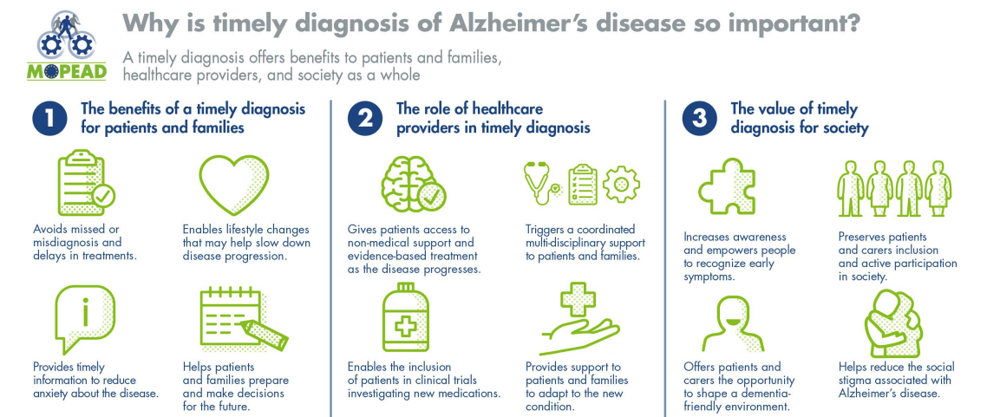 Why is timely diagnosis of Alzheimer's disease so important?
A timely diagnosis offers benefits to patients and families,
healthcare providers, and society as a whole
MOPEAD
1
The benefits of a timely diagnosis
for patients and families
Avoids missed or
misdiagnosis and
delays in treatments.
Enables lifestyle changes
that may help slow down
disease progression.
i
Provides timely
information to reduce
anxiety about the disease.
Helps patients
and families prepare
and make decisions
for the future.
2
The role of healthcare
providers in timely diagnosis
Gives patients access to
non-medical support and
evidence-based treatment
as the disease progresses.
Triggers a coordinated
multi-disciplinary support
to patients and families.
Enables the inclusion
of patients in clinical trials
investigating new medications.
Provides support to
patients and families
to adapt to the new
condition.
3
The value of timely
diagnosis for society
Increases awareness
and empowers people
to recognize early
symptoms.
Preserves patients
and carers inclusion
and active participation
in society.
Offers patients and
carers the opportunity
to shape a dementia-
friendly environment.
Helps reduce the social
stigma associated with
Alzheimer's disease.